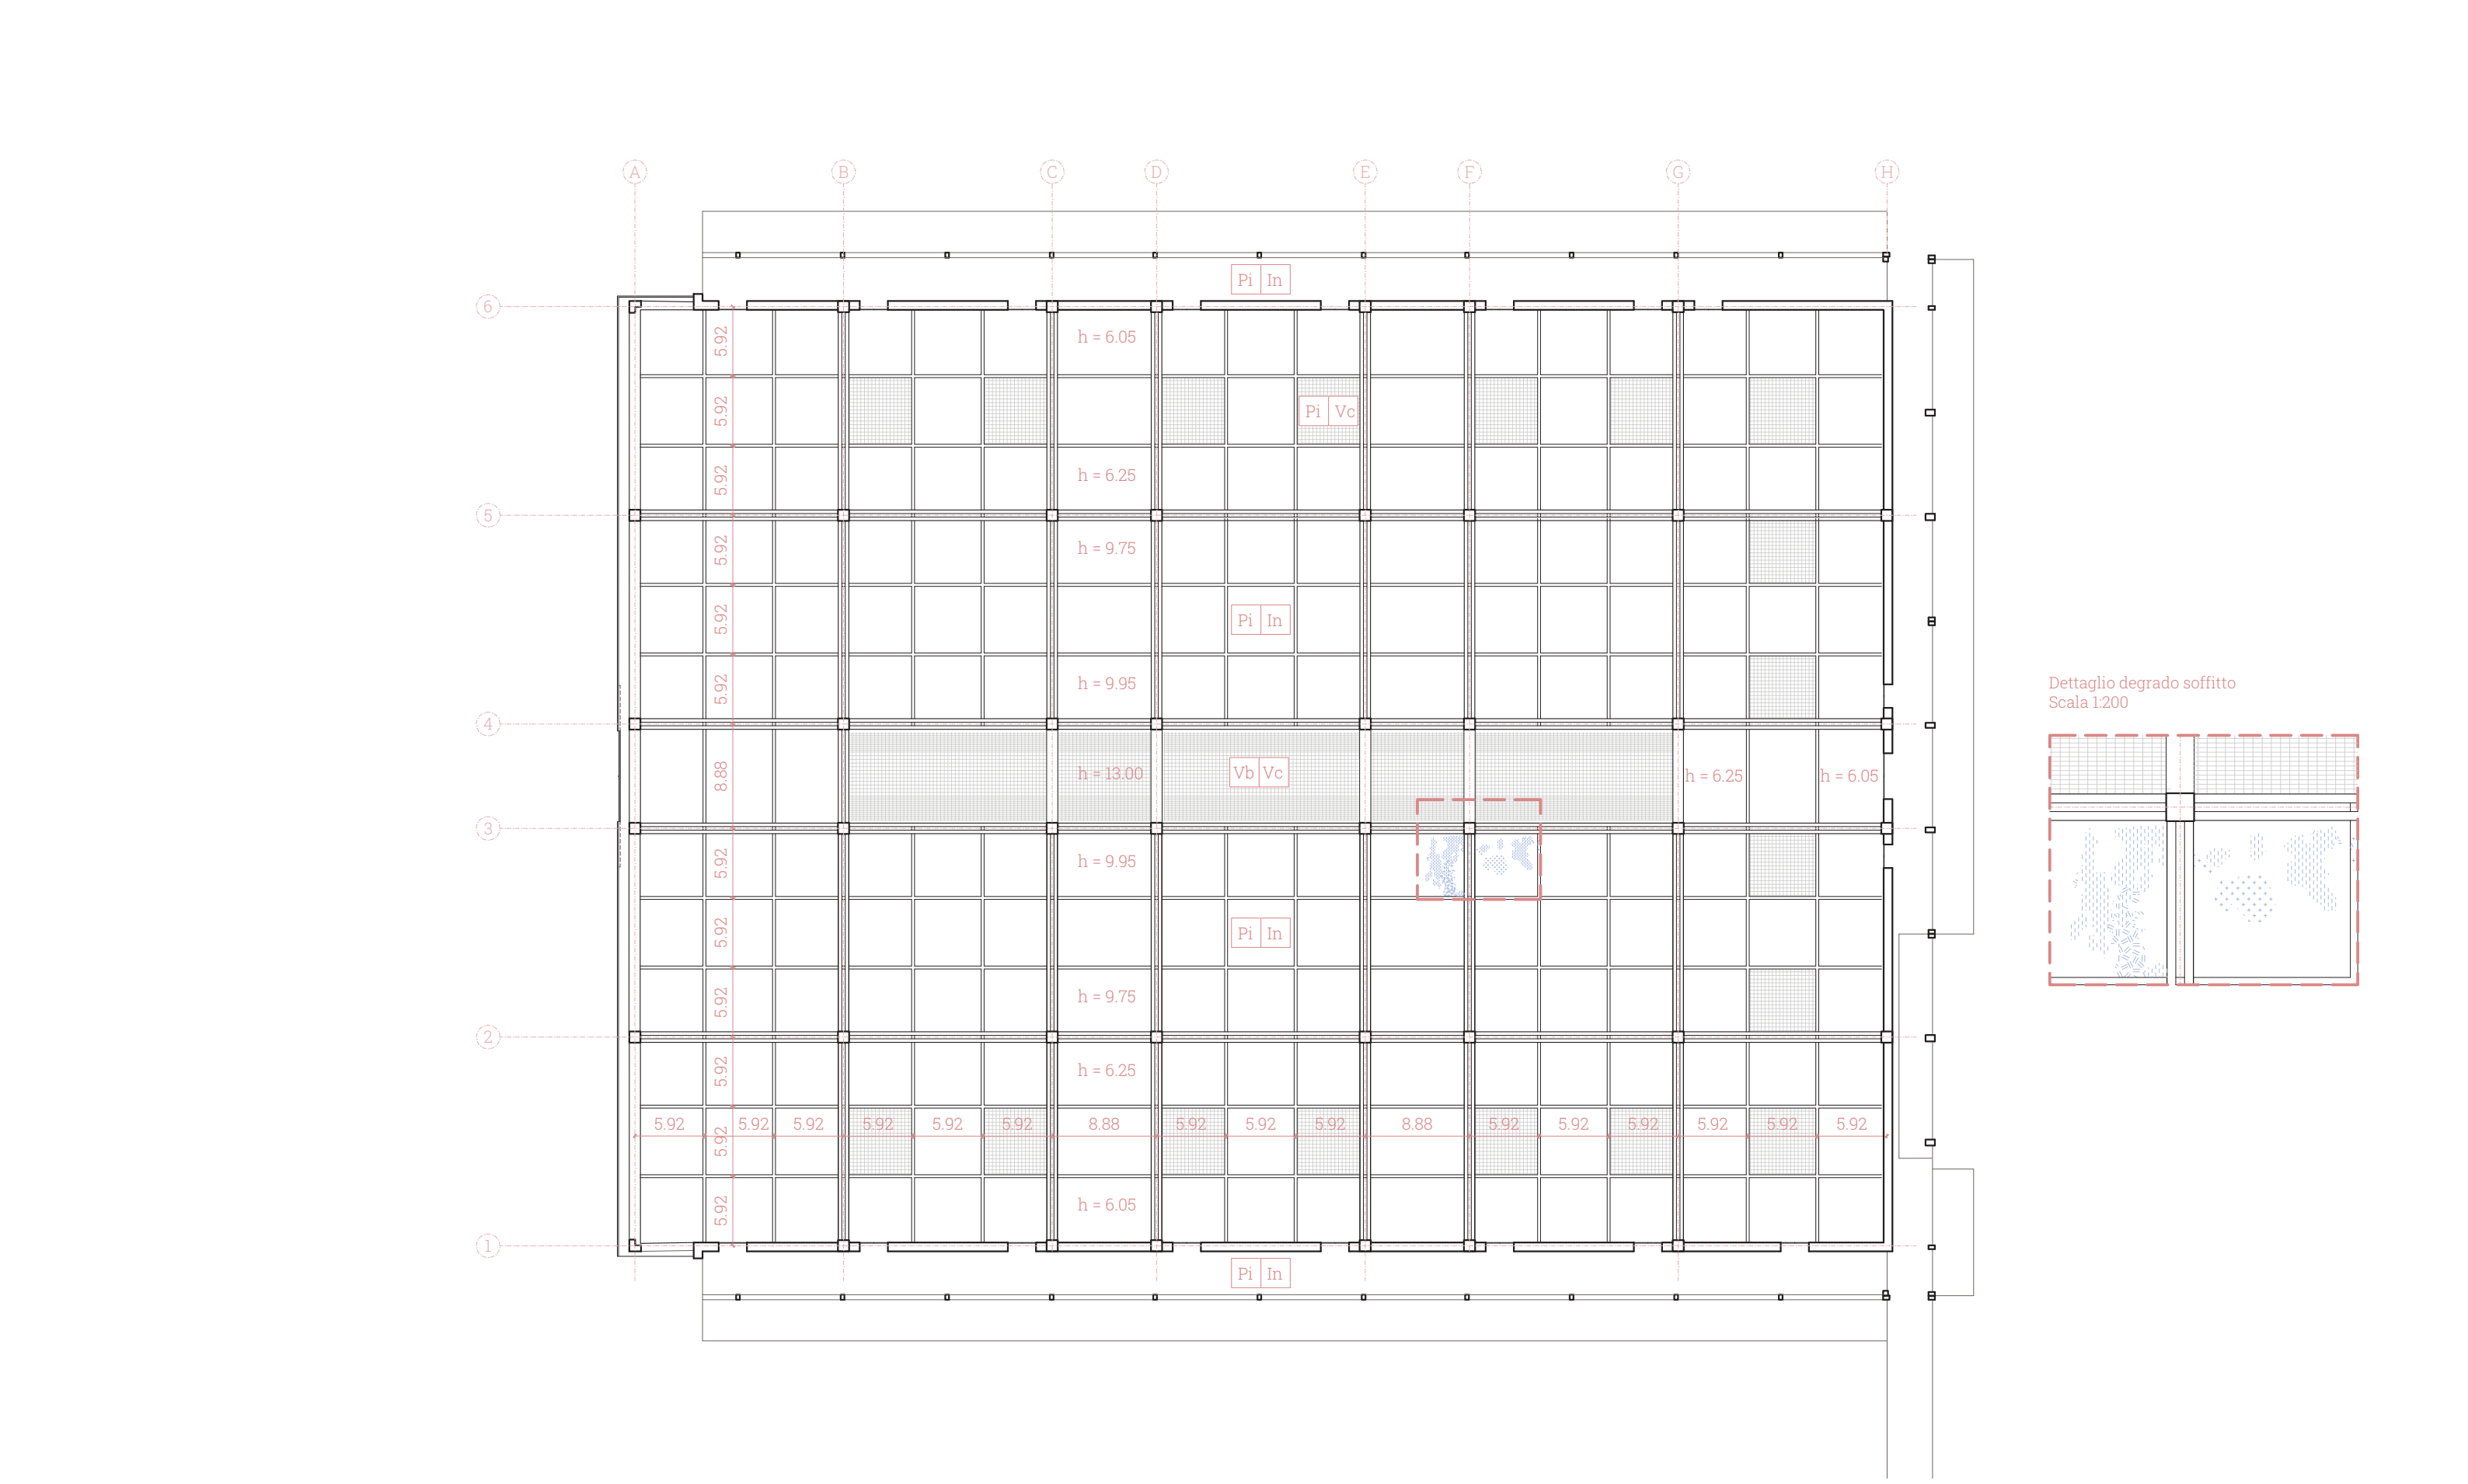 A B C D E F G H
Pi In
6
5.92 h = 6.05
5.92 Pi Vc
5.92 h = 6.25
5
5.92 h = 9.75
5.92 Pi In
5.92 h = 9.95
Dettaglio degrado soffitto
Scala 1:200
4
8.88 h = 13.00 Vb Vc h = 6.25 h = 6.05
3
5.92 h = 9.95
5.92 Pi In
5.92 h = 9.75
2
5.92 h = 6.25
5.92 5.92 5.92 5.92 5.92 5.92 8.88 5.92 5.92 5.92 8.88 5.92 5.92 5.92 5.92 5.92 5.92
5.92
5.92 h = 6.05
1
Pi In